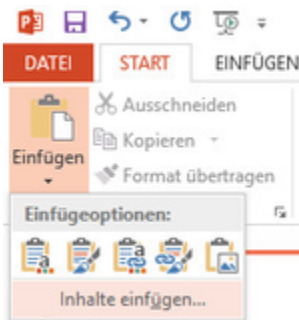 DATEI START EINFÜGEN
Ausschneiden
Kopieren
Einfügen
Format übertragen
Einfügeoptionen:
Inhalte einfügen...